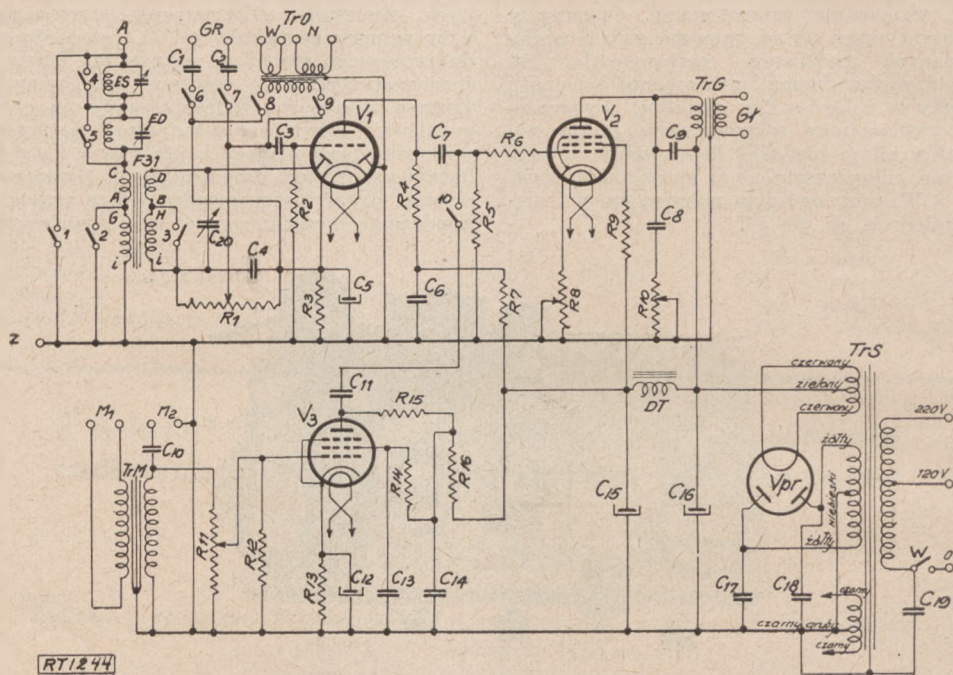 A GR TrO W N
C1 C2
4 ES 6 7 8 9
5 ED C3 V1
C F31 D
A B
G H
i i
1 2 3 C20 C4 R2
R1 R3 C5
R4 C7 R6 V2 TrG Gł
10 R5 C9
C6 R7 R9 C8
R8 R10
Z
M1 M2 C11 DT TrS
C10 V3 R15 czerwony
zielony
czerwony
220V
TrM R14 R16 żółty
Vpr niebieski 120V
C15 C16 żółty
R11 R12 W 0
R13 C12 C13 C14 C17 C18 czarny C19
czarny gruby
czarny
RT1244